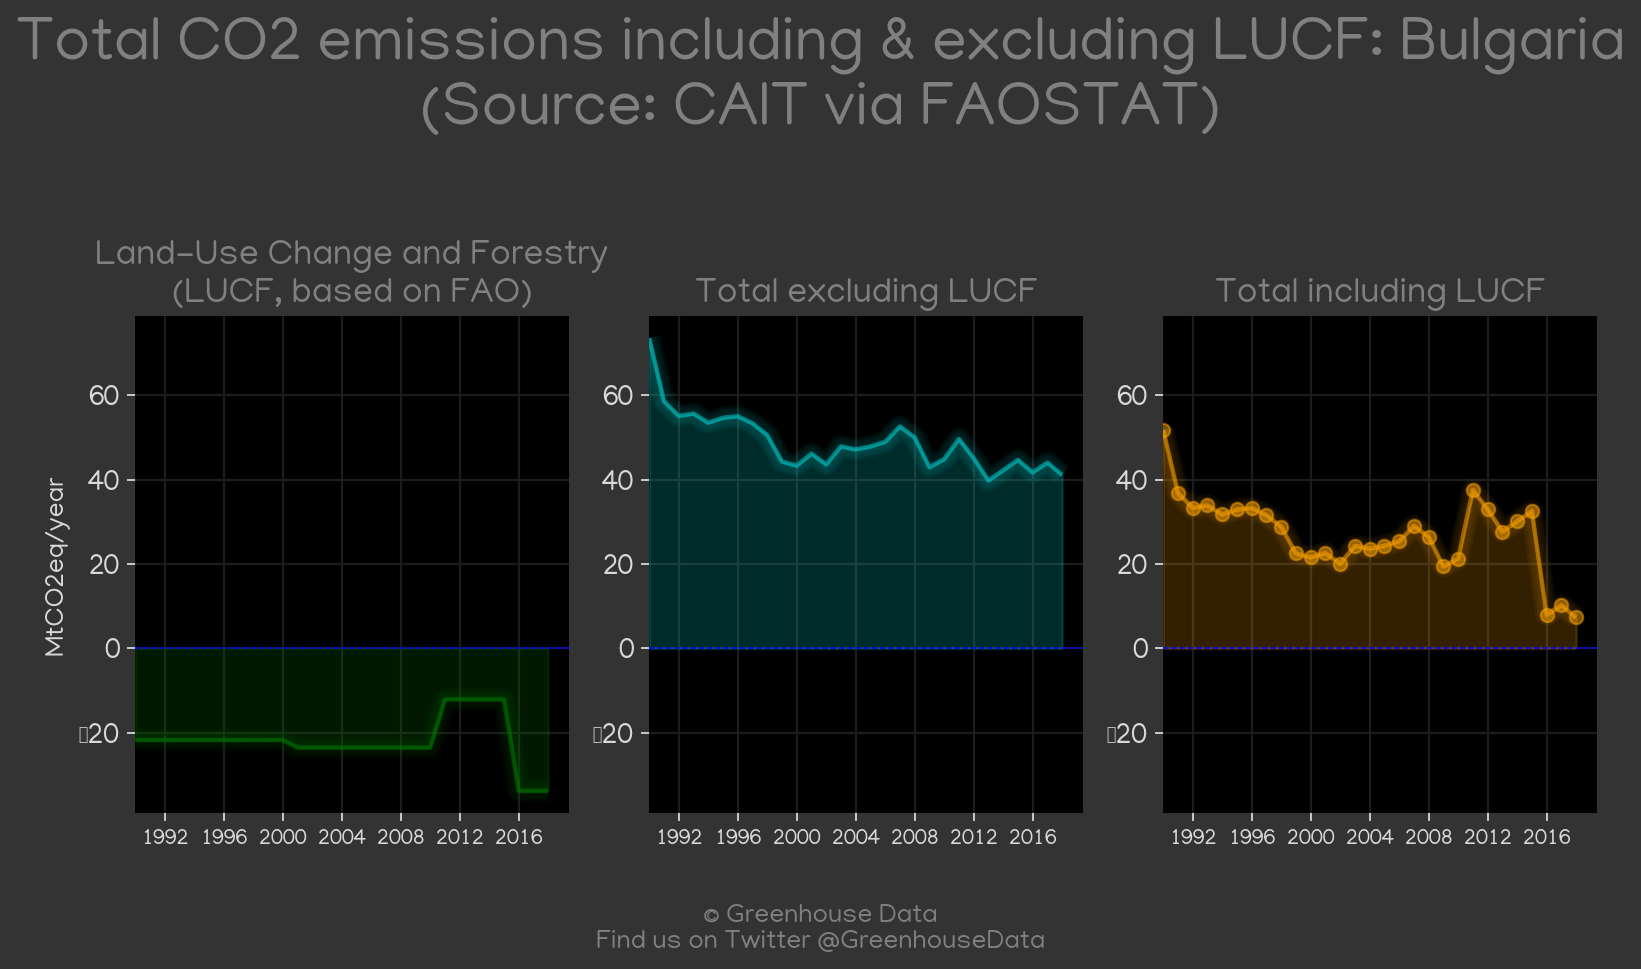 Total CO2 emissions including & excluding LUCF: Bulgaria
(Source: CAIT via FAOSTAT)
Land-Use Change and Forestry
(LUCF, based on FAO)
Total excluding LUCF
Total including LUCF
MtCO2eq/year
60
40
20
0
▯20
60
40
20
0
▯20
60
40
20
0
▯20
1992 1996 2000 2004 2008 2012 2016
1992 1996 2000 2004 2008 2012 2016
1992 1996 2000 2004 2008 2012 2016
© Greenhouse Data
Find us on Twitter @GreenhouseData